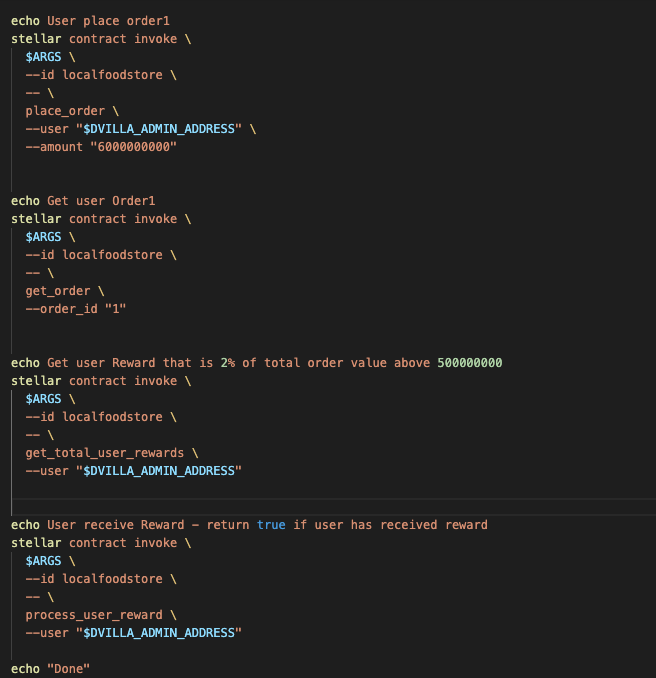 echo User place order1
stellar contract invoke \
$ARGS \
--id localfoodstore \
-- \
place_order \
--user "$DVILLA_ADMIN_ADDRESS" \
--amount "6000000000"
echo Get user Order1
stellar contract invoke \
$ARGS \
--id localfoodstore \
-- \
get_order \
--order_id "1"
echo Get user Reward that is 2% of total order value above 500000000
stellar contract invoke \
$ARGS \
--id localfoodstore \
-- \
get_total_user_rewards \
--user "$DVILLA_ADMIN_ADDRESS"
echo User receive Reward - return true if user has received reward
stellar contract invoke \
$ARGS \
--id localfoodstore \
-- \
process_user_reward \
--user "$DVILLA_ADMIN_ADDRESS"
echo "Done"